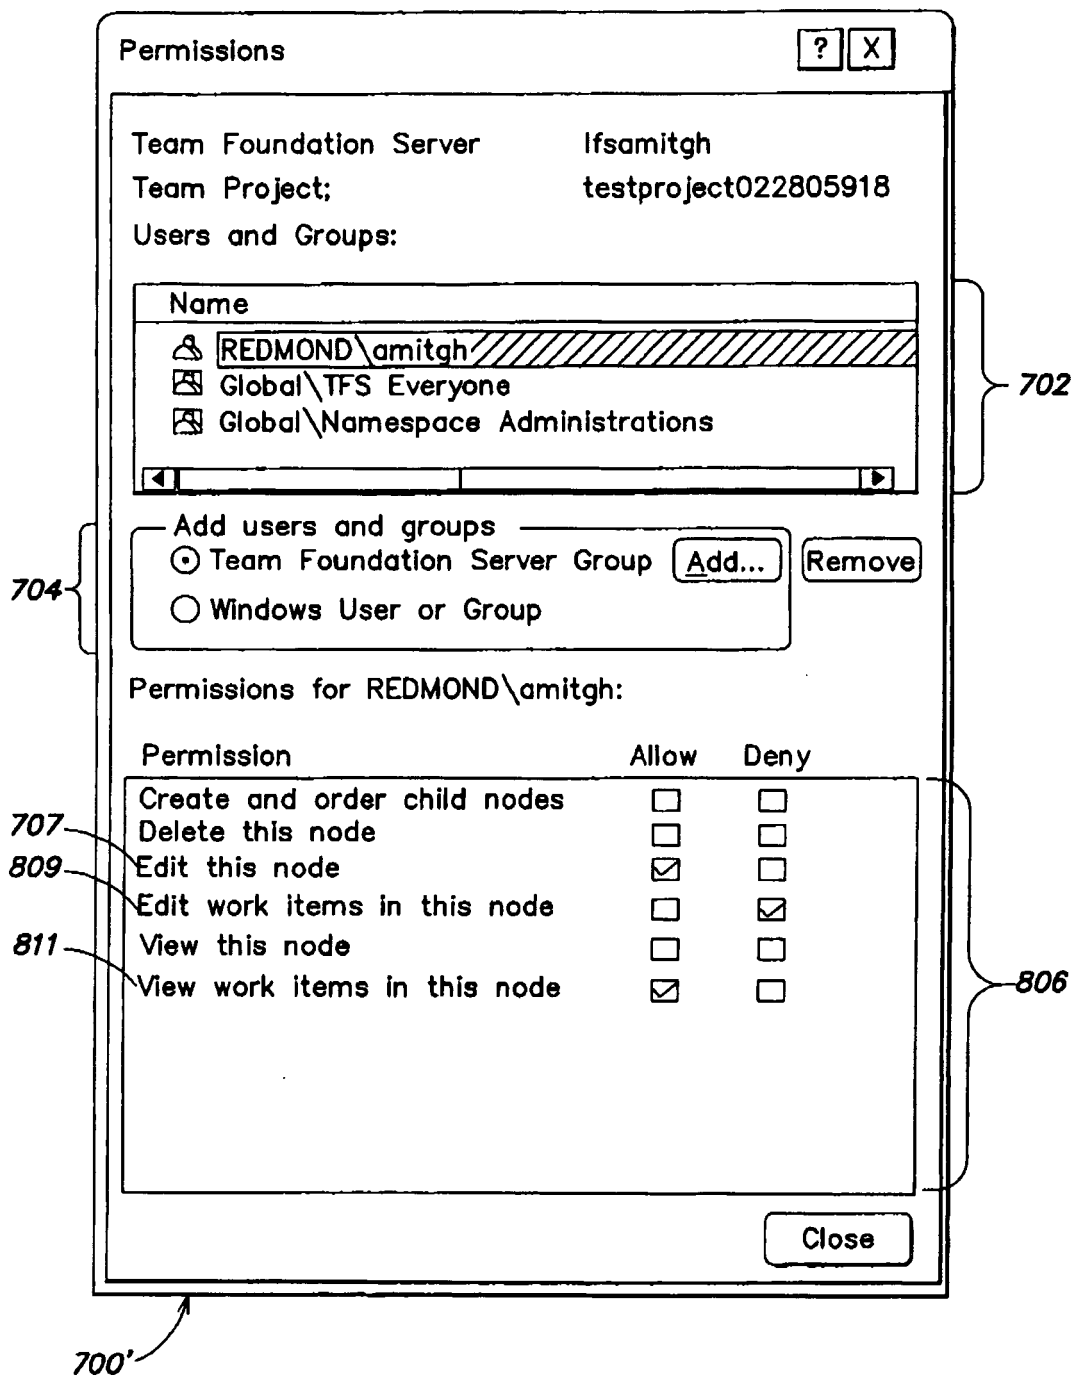 Permissions ? X
Team Foundation Server lfsamitgh
Team Project; testproject022805918
Users and Groups:
Name
REDMOND\amitgh
Global\TFS Everyone
702
Global\Namespace Administrations
Add users and groups
Team Foundation Server Group Add... Remove
704
Windows User or Group
Permissions for REDMOND\amitgh:
Permission Allow Deny
Create and order child nodes
707
Delete this node
809
Edit this node
Edit work items in this node
811
View this node
View work items in this node
806
Close
700'